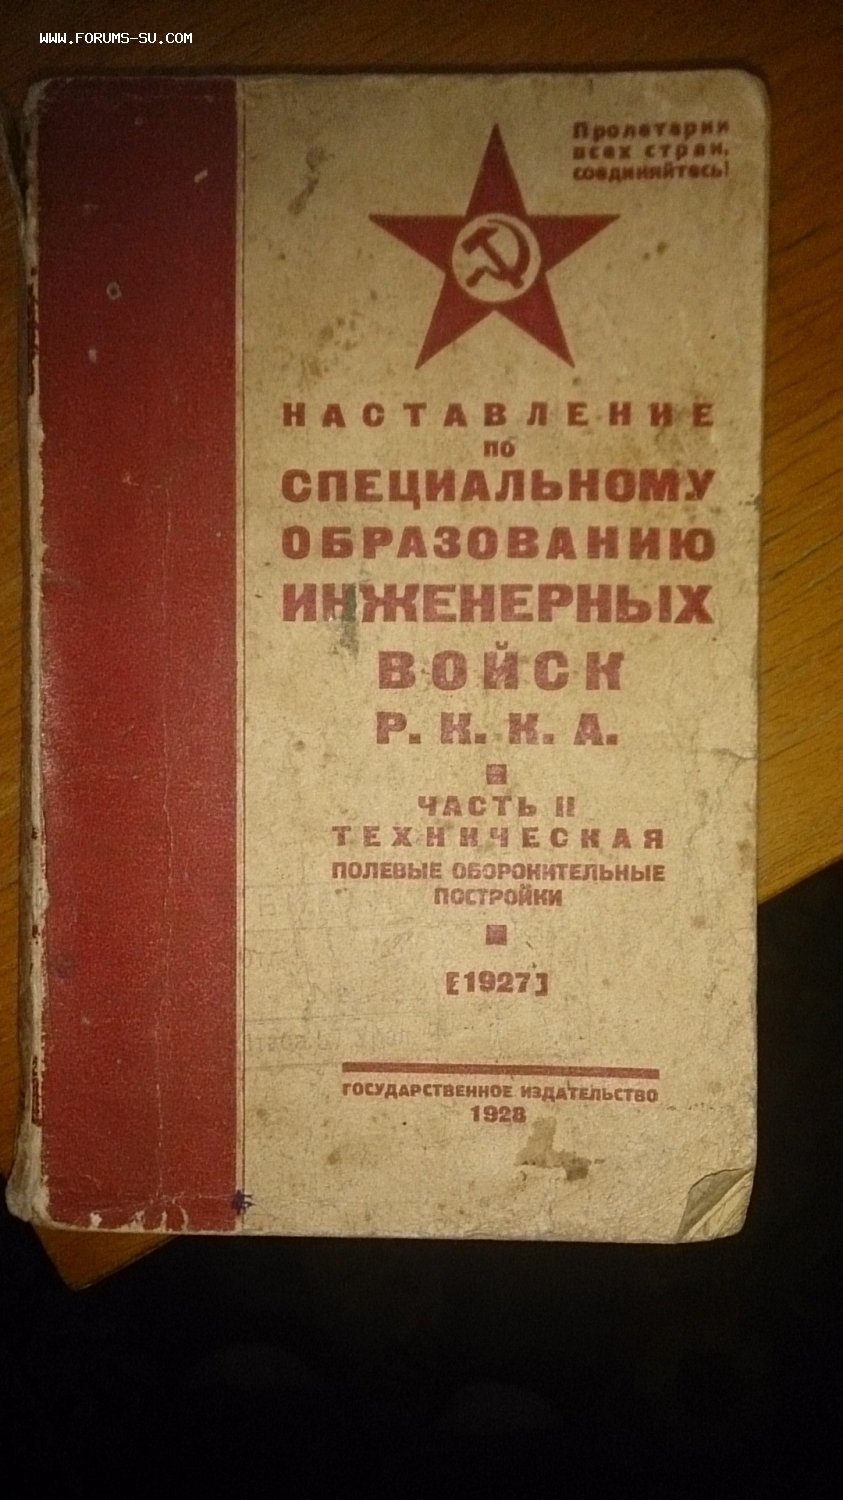 WWW.FORUMS-SU.COM
Пролетарии
всех стран,
соединяйтесь!
НАСТАВЛЕНИЕ
ПО
СПЕЦИАЛЬНОМУ
ОБРАЗОВАНИЮ
ИНЖЕНЕРНЫХ
ВОЙСК
Р. К. К. А.
ЧАСТЬ II
ТЕХНИЧЕСКАЯ
ПОЛЕВЫЕ ОБОРОНИТЕЛЬНЫЕ
ПОСТРОЙКИ
[1927]
ГОСУДАРСТВЕННОЕ ИЗДАТЕЛЬСТВО
1928